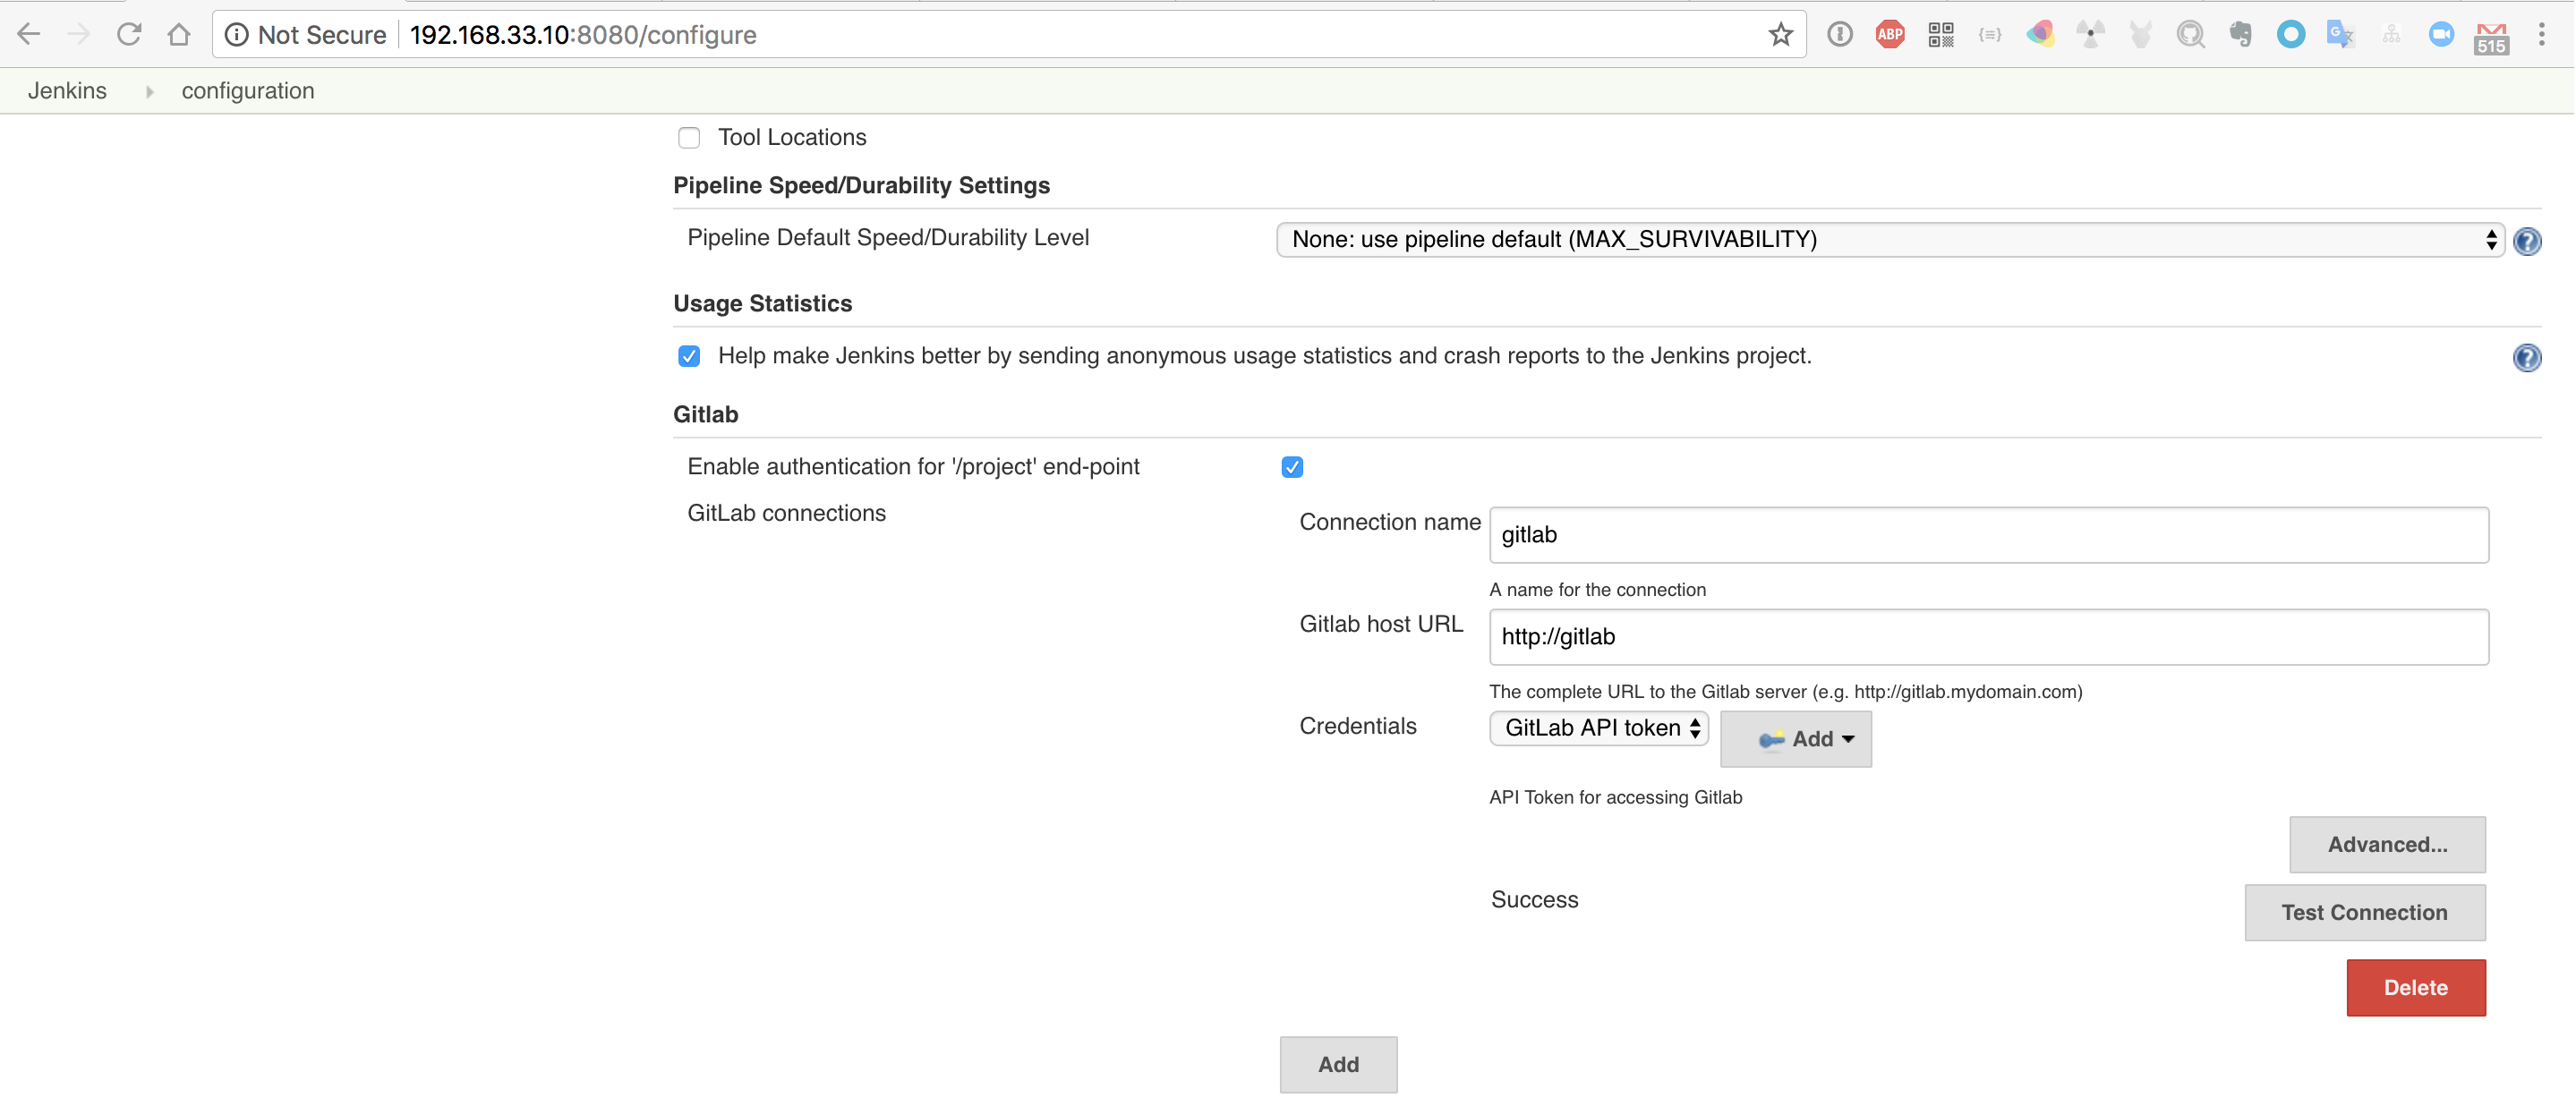 Not Secure 192.168.33.10:8080/configure
ABP
515
Jenkins configuration
Tool Locations
Pipeline Speed/Durability Settings
Pipeline Default Speed/Durability Level None: use pipeline default (MAX_SURVIVABILITY)
Usage Statistics
Help make Jenkins better by sending anonymous usage statistics and crash reports to the Jenkins project.
Gitlab
Enable authentication for '/project' end-point
GitLab connections
Connection name gitlab
A name for the connection
Gitlab host URL http://gitlab
The complete URL to the Gitlab server (e.g. http://gitlab.mydomain.com)
Credentials GitLab API token Add
API Token for accessing Gitlab
Advanced...
Success Test Connection
Delete
Add